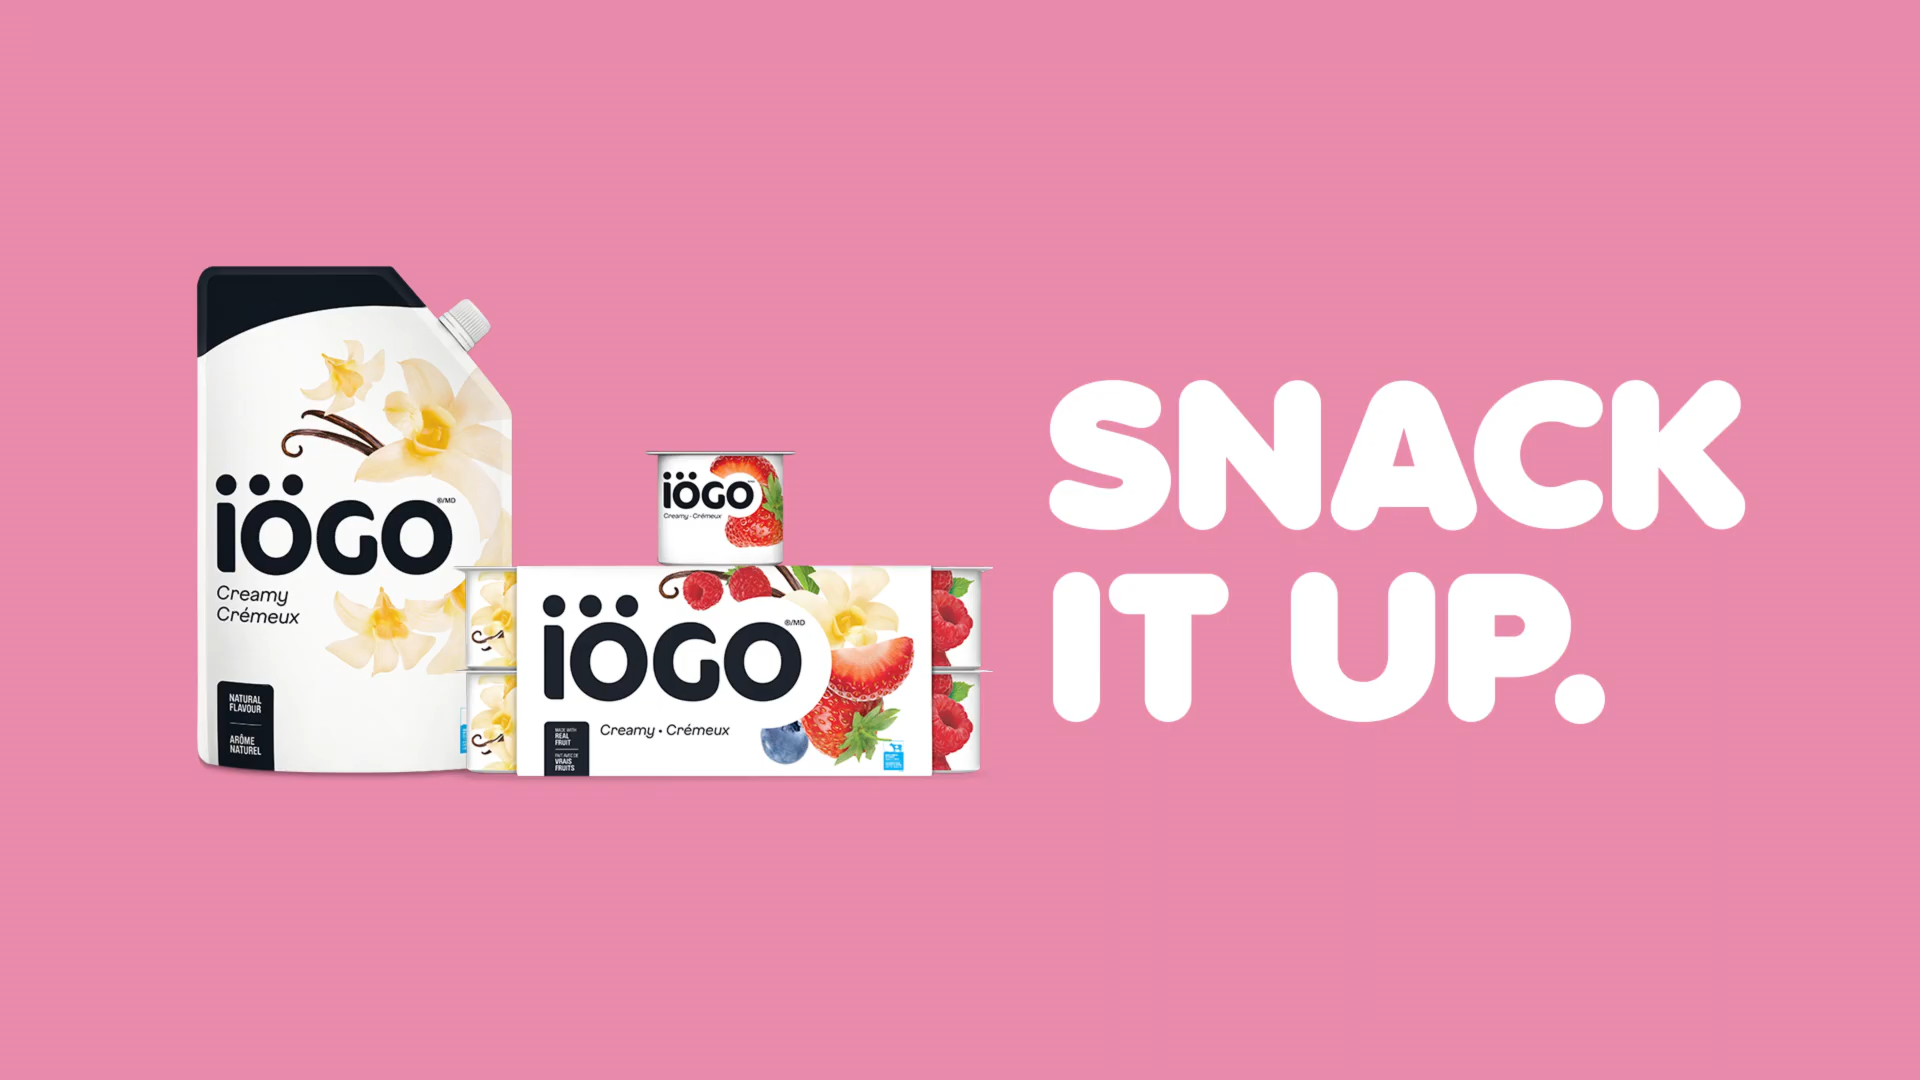 iÖGO ®/MD
Creamy
Crémeux
NATURAL
FLAVOUR
ARÔME
NATUREL
iÖGO
Creamy • Crémeux
iÖGO ®/MD
Creamy • Crémeux
MADE WITH
REAL
FRUIT
FAIT AVEC DE
VRAIS
FRUITS
SNACK
IT UP.